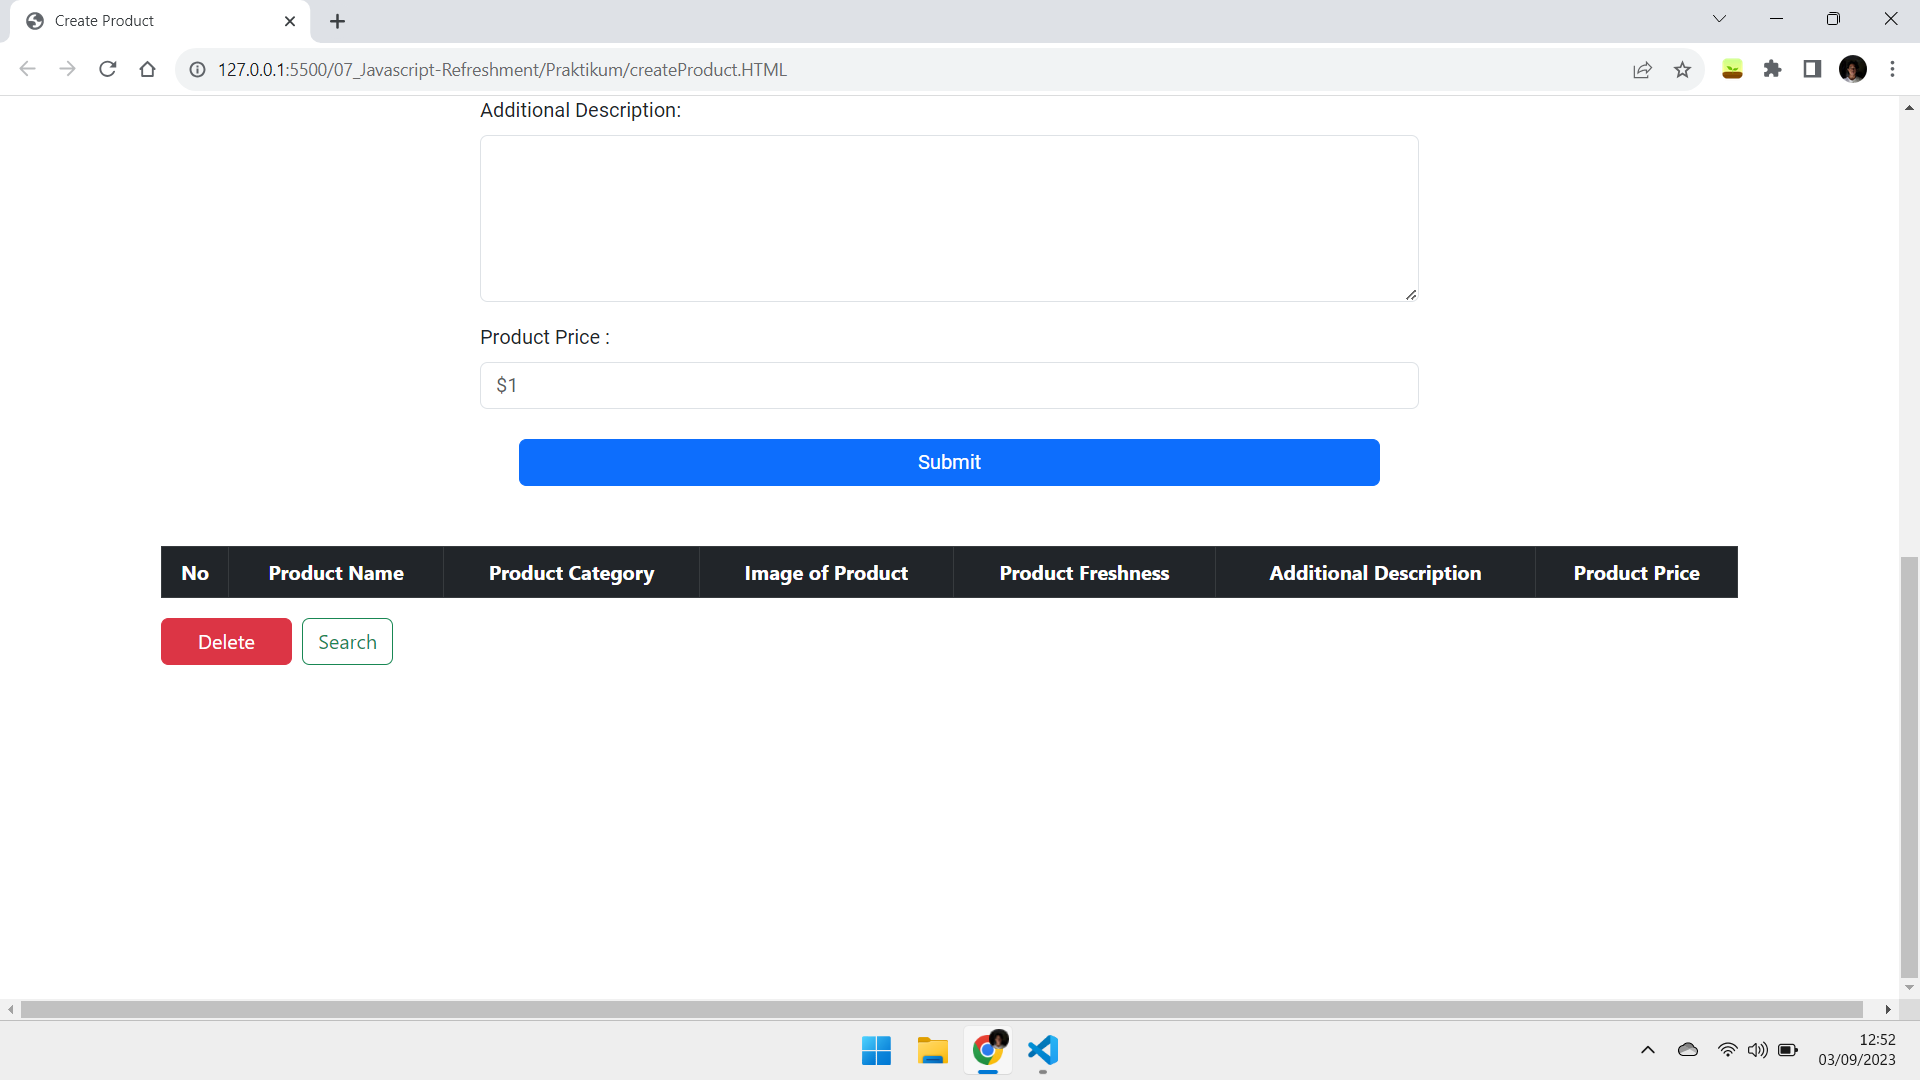 Create Product
127.0.0.1:5500/07_Javascript-Refreshment/Praktikum/createProduct.HTML
Additional Description:
Product Price :
$1
Submit
No Product Name Product Category Image of Product Product Freshness Additional Description Product Price
Delete Search
12:52
03/09/2023